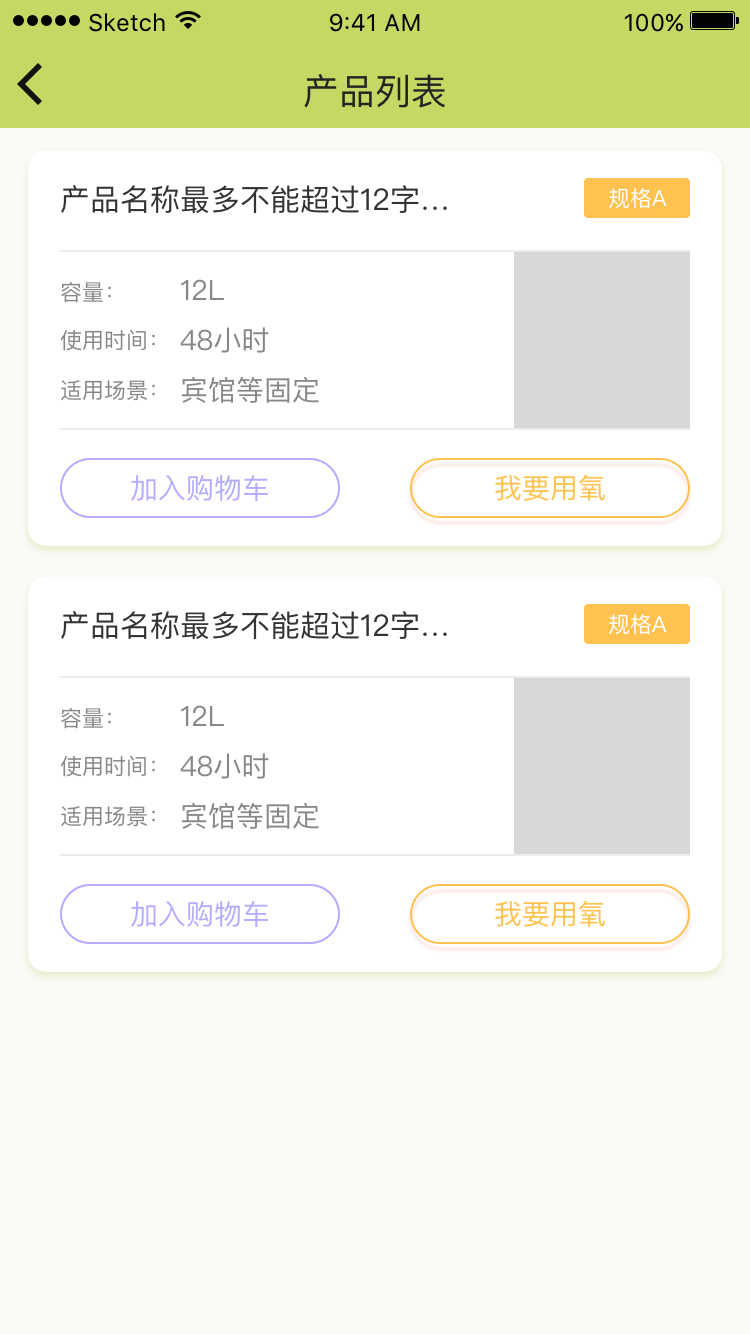 Sketch 9:41 AM 100%
产品列表
产品名称最多不能超过12字... 规格A
容量： 12L
使用时间： 48小时
适用场景： 宾馆等固定
加入购物车 我要用氧
产品名称最多不能超过12字... 规格A
容量： 12L
使用时间： 48小时
适用场景： 宾馆等固定
加入购物车 我要用氧